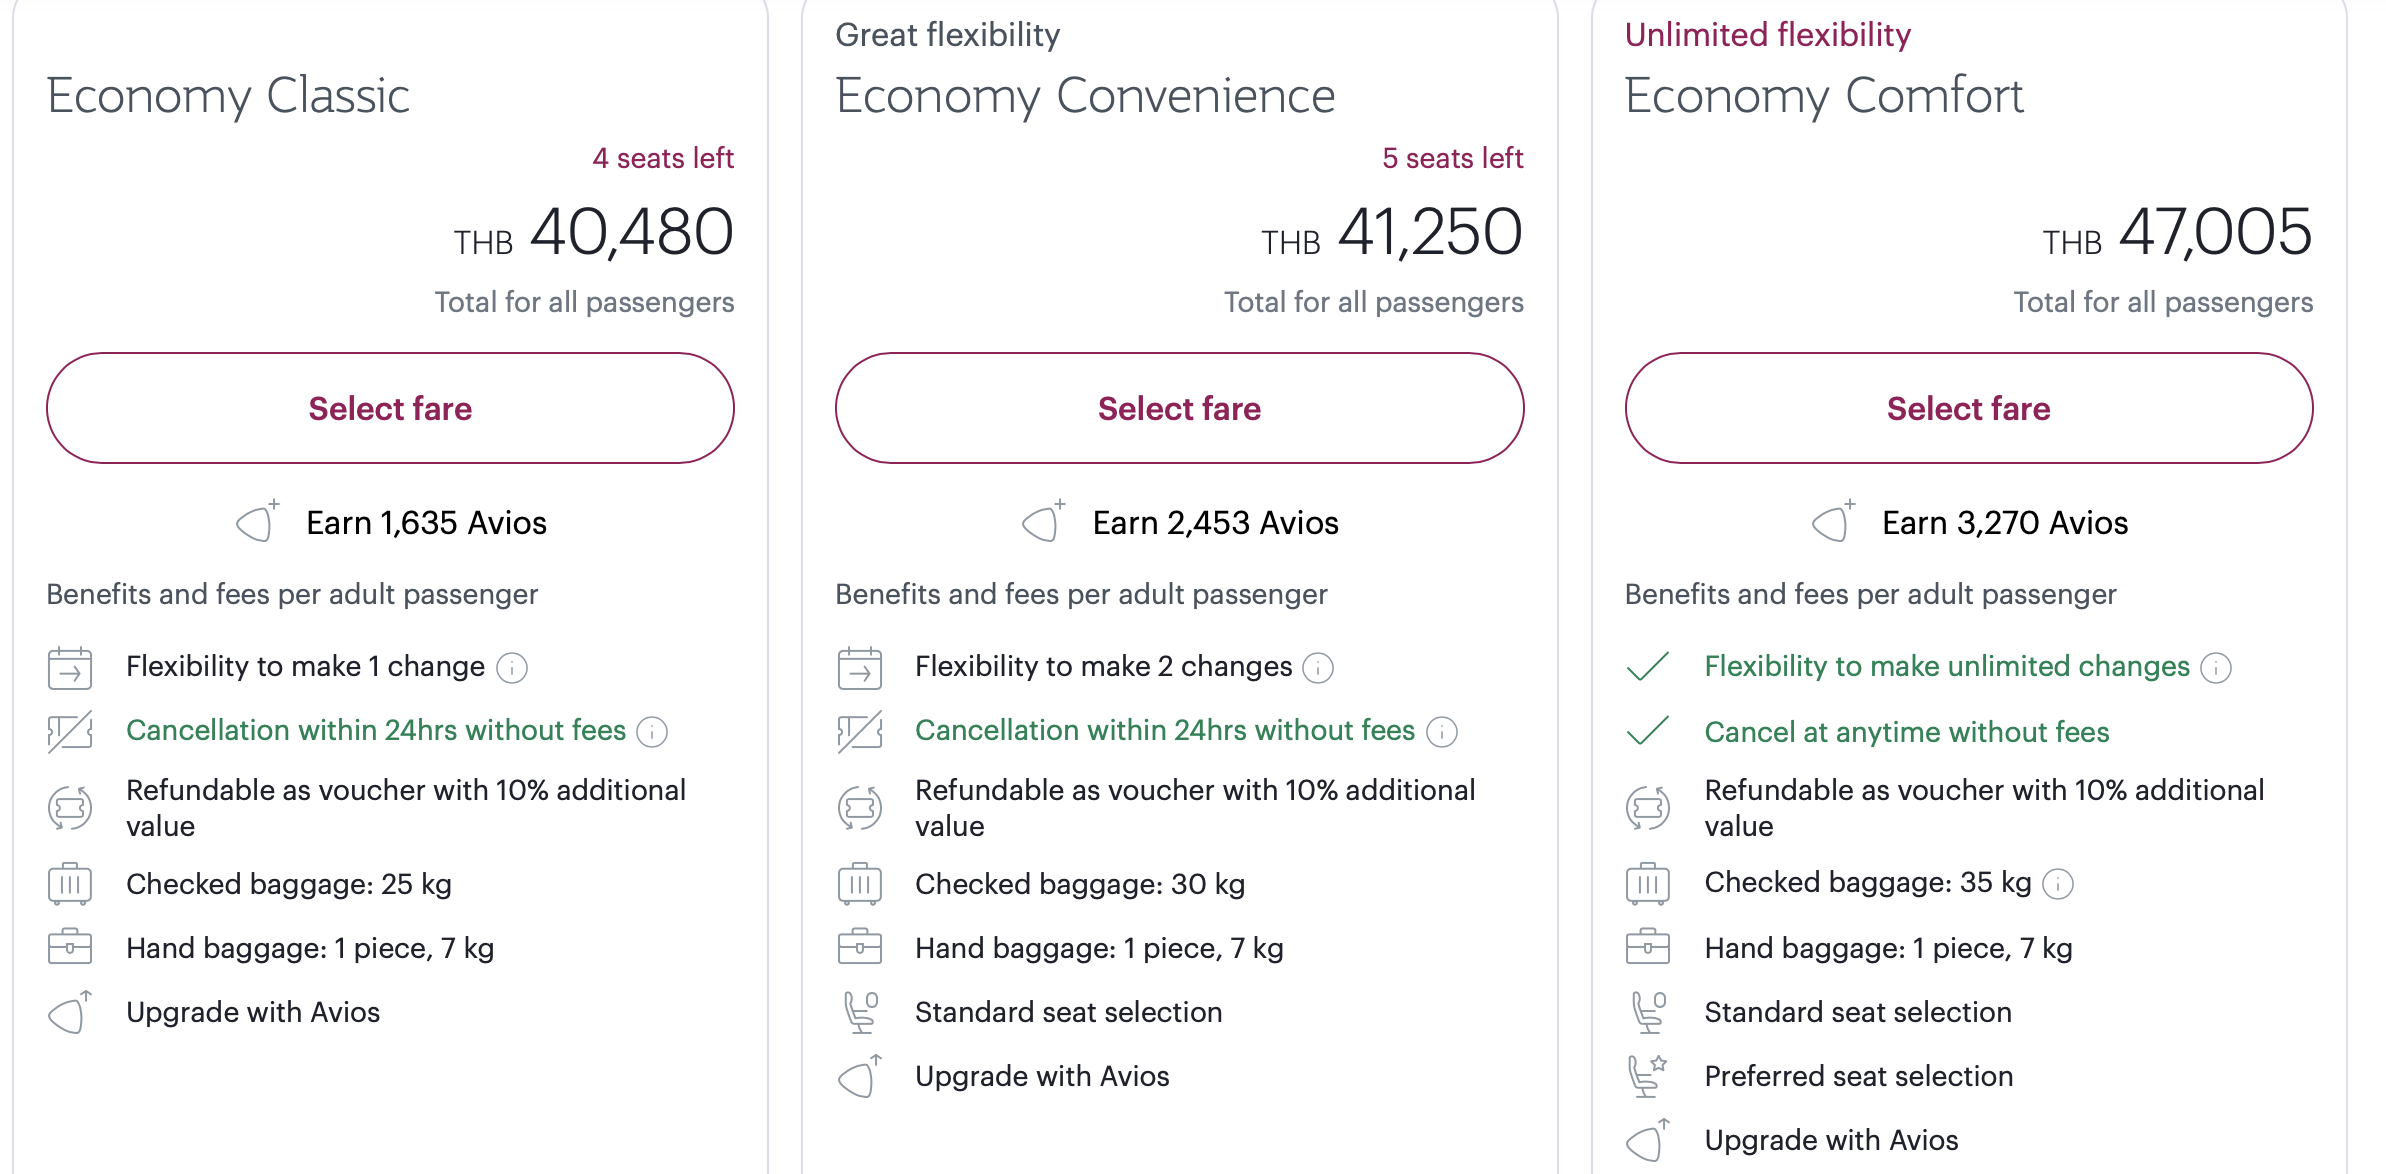 Economy Classic
4 seats left
THB 40,480
Total for all passengers
Select fare
Earn 1,635 Avios
Benefits and fees per adult passenger
Flexibility to make 1 change
Cancellation within 24hrs without fees
Refundable as voucher with 10% additional
value
Checked baggage: 25 kg
Hand baggage: 1 piece, 7 kg
Upgrade with Avios
Great flexibility
Economy Convenience
5 seats left
THB 41,250
Total for all passengers
Select fare
Earn 2,453 Avios
Benefits and fees per adult passenger
Flexibility to make 2 changes
Cancellation within 24hrs without fees
Refundable as voucher with 10% additional
value
Checked baggage: 30 kg
Hand baggage: 1 piece, 7 kg
Standard seat selection
Upgrade with Avios
Unlimited flexibility
Economy Comfort
THB 47,005
Total for all passengers
Select fare
Earn 3,270 Avios
Benefits and fees per adult passenger
Flexibility to make unlimited changes
Cancel at anytime without fees
Refundable as voucher with 10% additional
value
Checked baggage: 35 kg
Hand baggage: 1 piece, 7 kg
Standard seat selection
Preferred seat selection
Upgrade with Avios